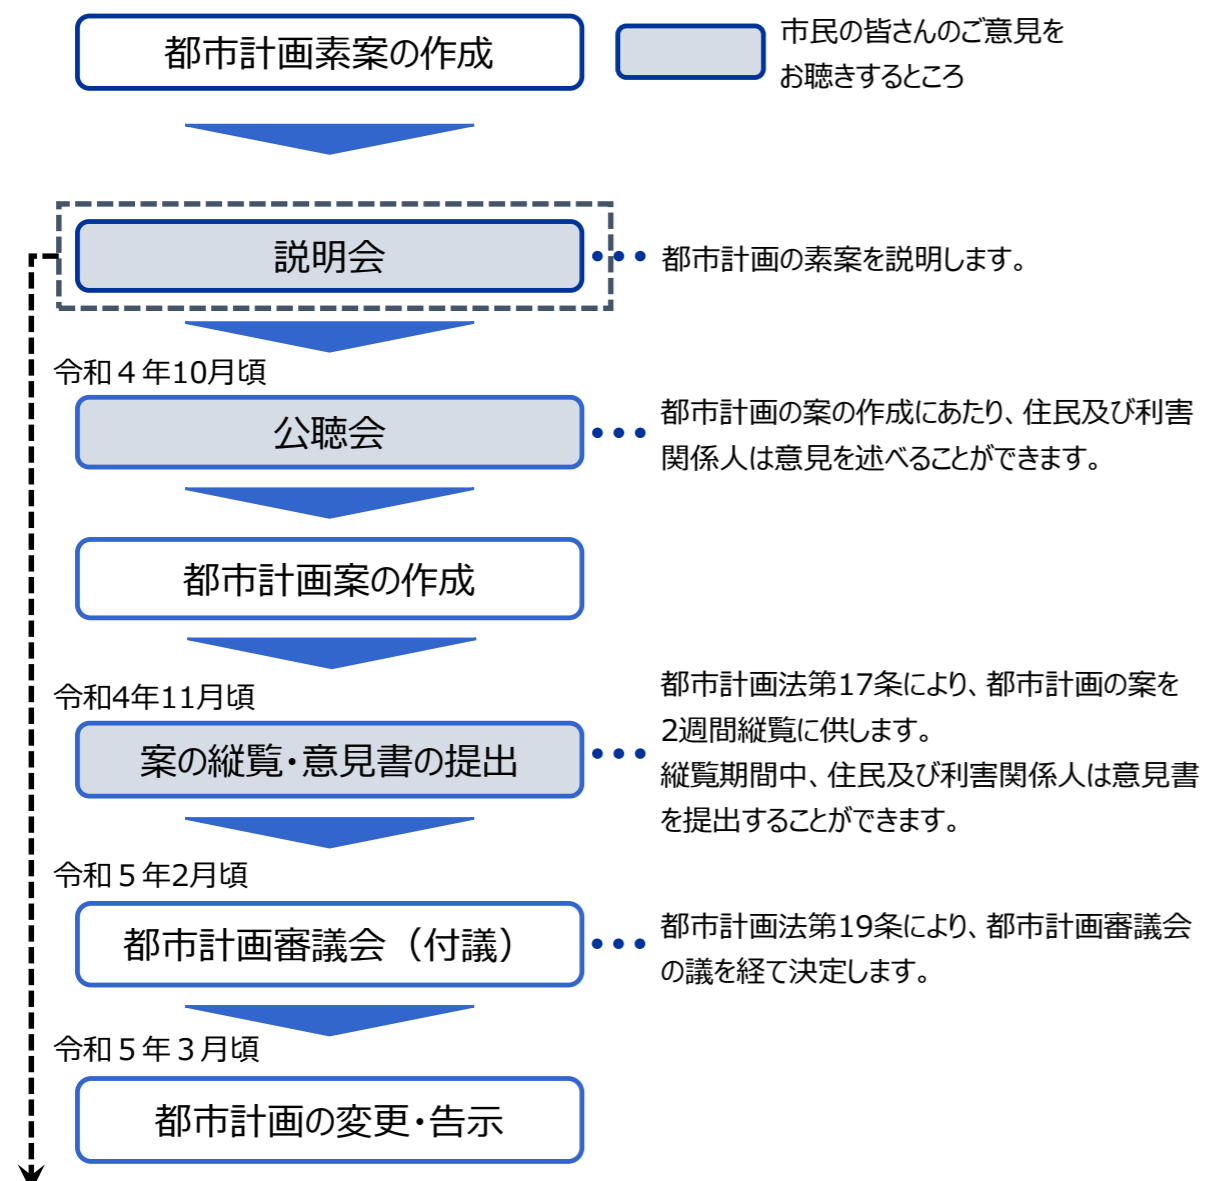 都市計画素案の作成
市民の皆さんのご意見を
お聴きするところ
説明会
都市計画の素案を説明します。
令和４年10月頃
公聴会
都市計画の案の作成にあたり、住民及び利害
関係人は意見を述べることができます。
都市計画案の作成
令和4年11月頃
案の縦覧・意見書の提出
都市計画法第17条により、都市計画の案を
2週間縦覧に供します。
縦覧期間中、住民及び利害関係人は意見書
を提出することができます。
令和５年2月頃
都市計画審議会（付議）
都市計画法第19条により、都市計画審議会
の議を経て決定します。
令和５年３月頃
都市計画の変更・告示